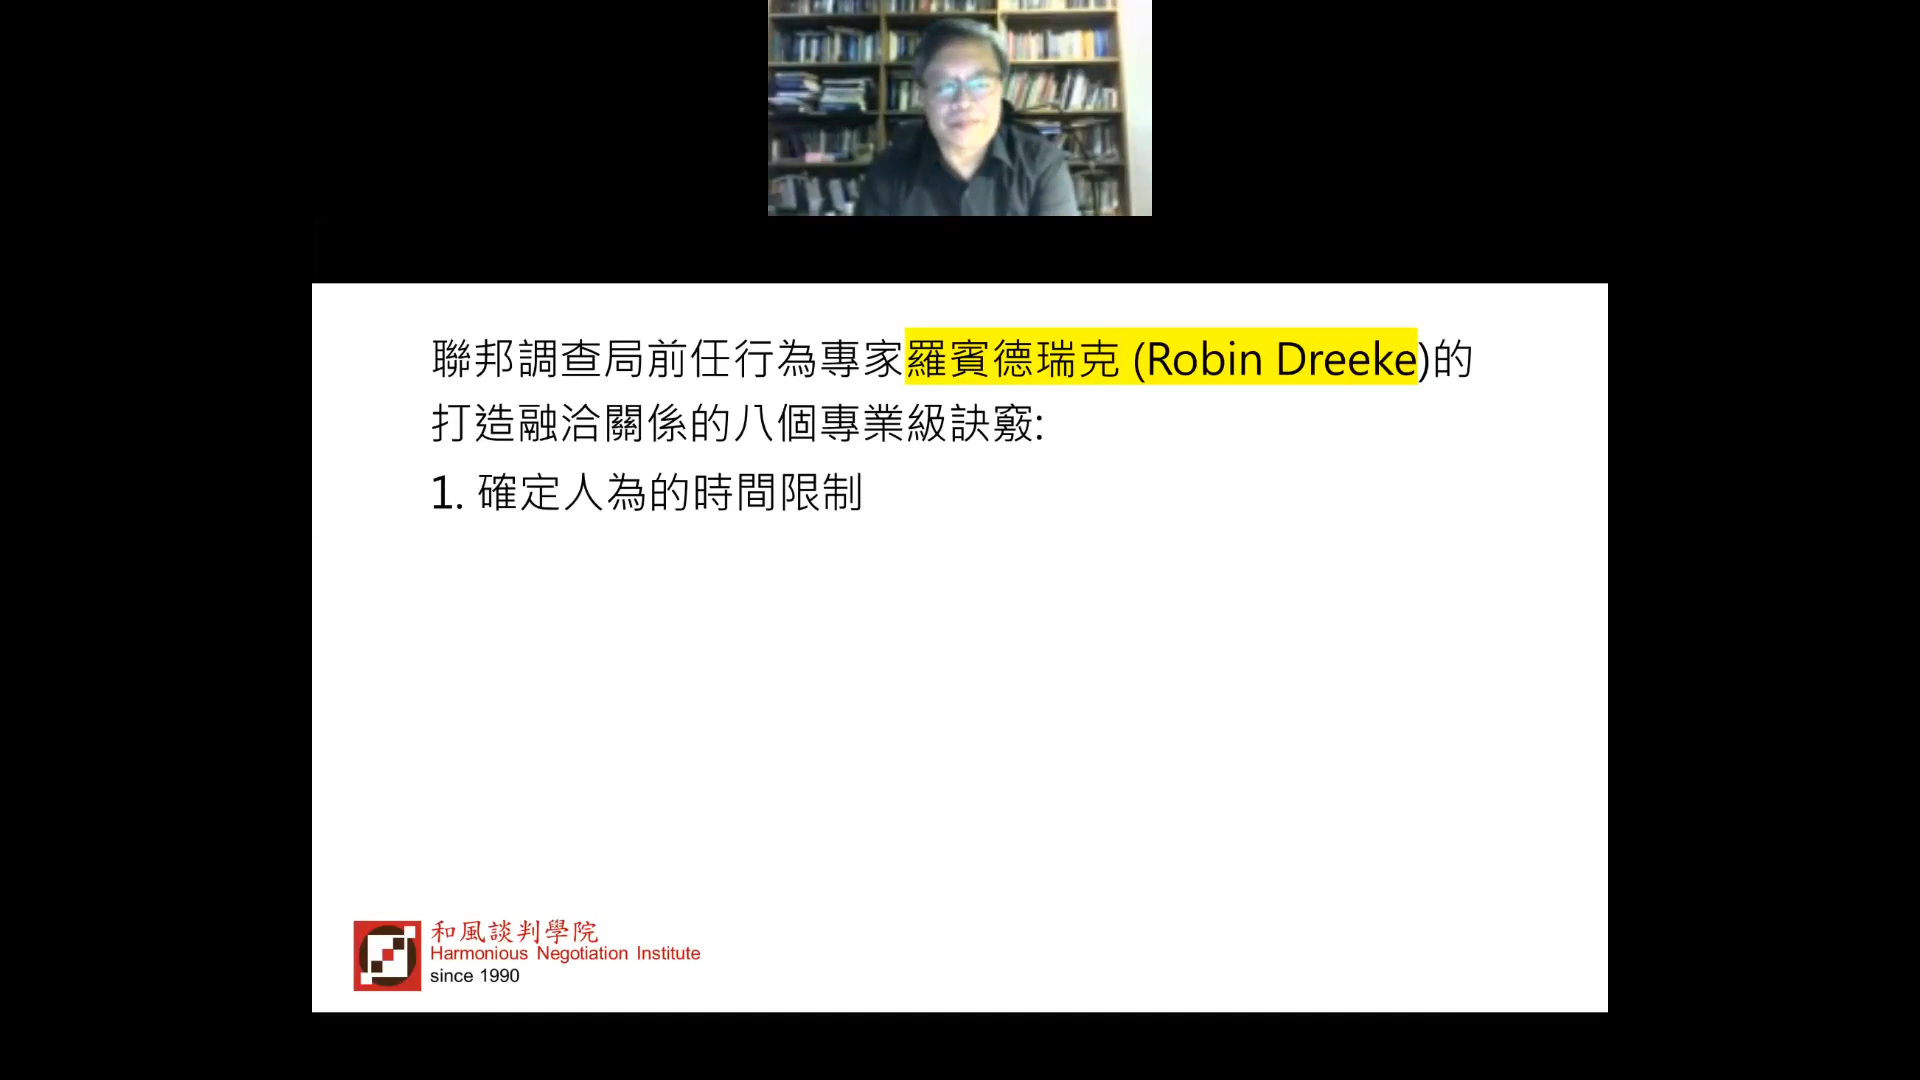 聯邦調查局前任行為專家羅賓德瑞克 (Robin Dreeke)的
打造融洽關係的八個專業級訣竅:
1. 確定人為的時間限制
和風談判學院
Harmonious Negotiation Institute
since 1990